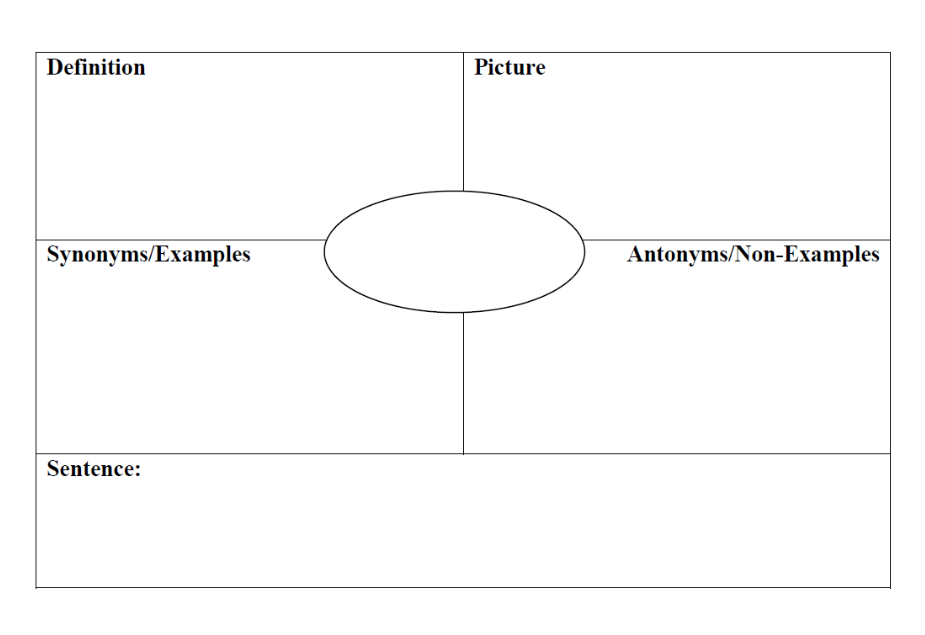 Definition
Picture
Synonyms/Examples
Antonyms/Non-Examples
Sentence: